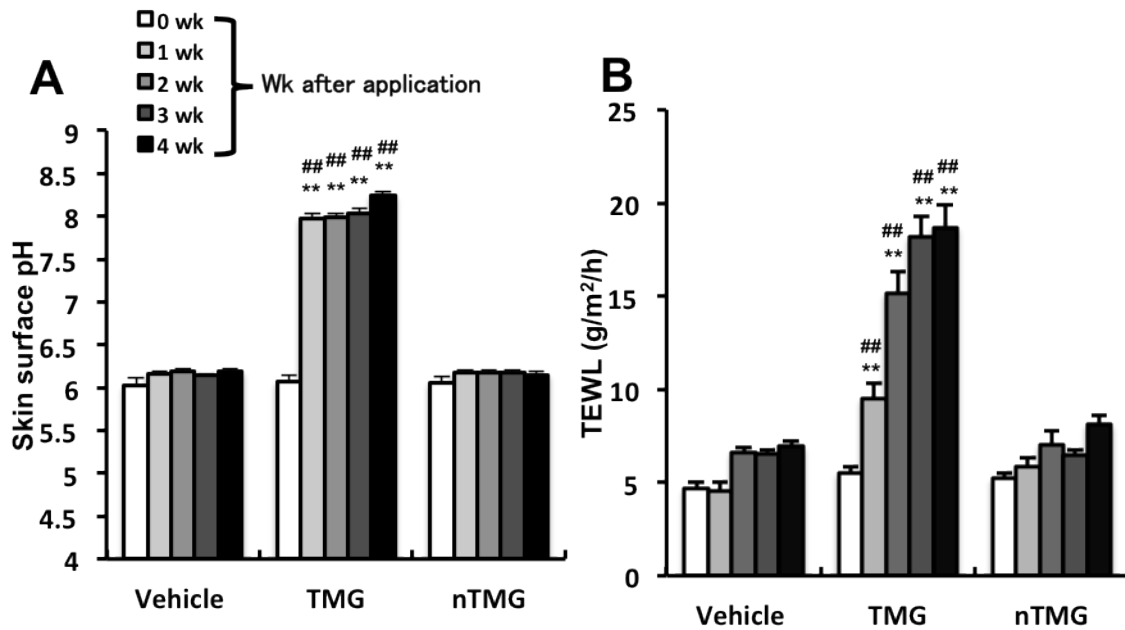 A
0 wk
1 wk
2 wk
3 wk
4 wk
Wk after application
Skin surface pH
9
8.5
8
7.5
7
6.5
6
5.5
5
4.5
4
## ## ## ##
** ** ** **
Vehicle TMG nTMG
B
TEWL (g/m²/h)
25
20
15
10
5
0
##
**
##
**
##
**
##
**
Vehicle TMG nTMG